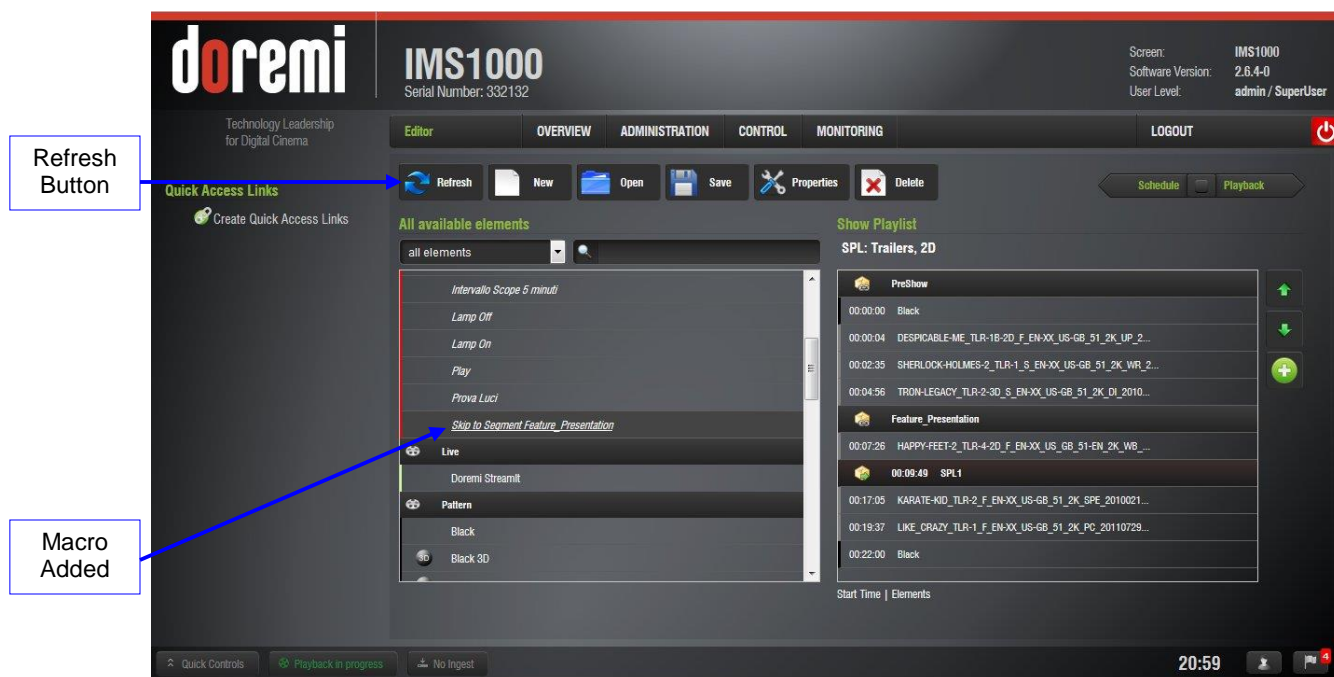 doremi
Technology Leadership
for Digital Cinema
IMS1000
Serial Number: 332132
Screen: IMS1000
Software Version: 2.6.4-0
User Level: admin / SuperUser
Editor OVERVIEW ADMINISTRATION CONTROL MONITORING LOGOUT
Refresh
Button
Quick Access Links
Create Quick Access Links
Refresh New Open Save Properties Delete
Schedule Playback
All available elements
all elements
Intervallo Scope 5 minuti
Lamp Off
Lamp On
Play
Prova Luci
Skip to Segment Feature_Presentation
Live
Doremi StreamIt
Pattern
Black
3D Black 3D
Macro
Added
Show Playlist
SPL: Trailers, 2D
PreShow
00:00:00 Black
00:00:04 DESPICABLE-ME_TLR-1B-2D_F_EN-XX_US-GB_51_2K_UP_2...
00:02:35 SHERLOCK-HOLMES-2_TLR-1_S_EN-XX_US-GB_51_2K_WR_2...
00:04:56 TRON-LEGACY_TLR-2-3D_S_EN-XX_US-GB_51_2K_DI_2010...
Feature_Presentation
00:07:26 HAPPY-FEET-2_TLR-4-2D_F_EN-XX_US_GB_51-EN_2K_WB_...
00:09:49 SPL1
00:17:05 KARATE-KID_TLR-2_F_EN-XX_US-GB_51_2K_SPE_2010021...
00:19:37 LIKE_CRAZY_TLR-1_F_EN-XX_US-GB_51_2K_PC_20110729...
00:22:00 Black
Start Time | Elements
Quick Controls Playback in progress No Ingest 20:59 4